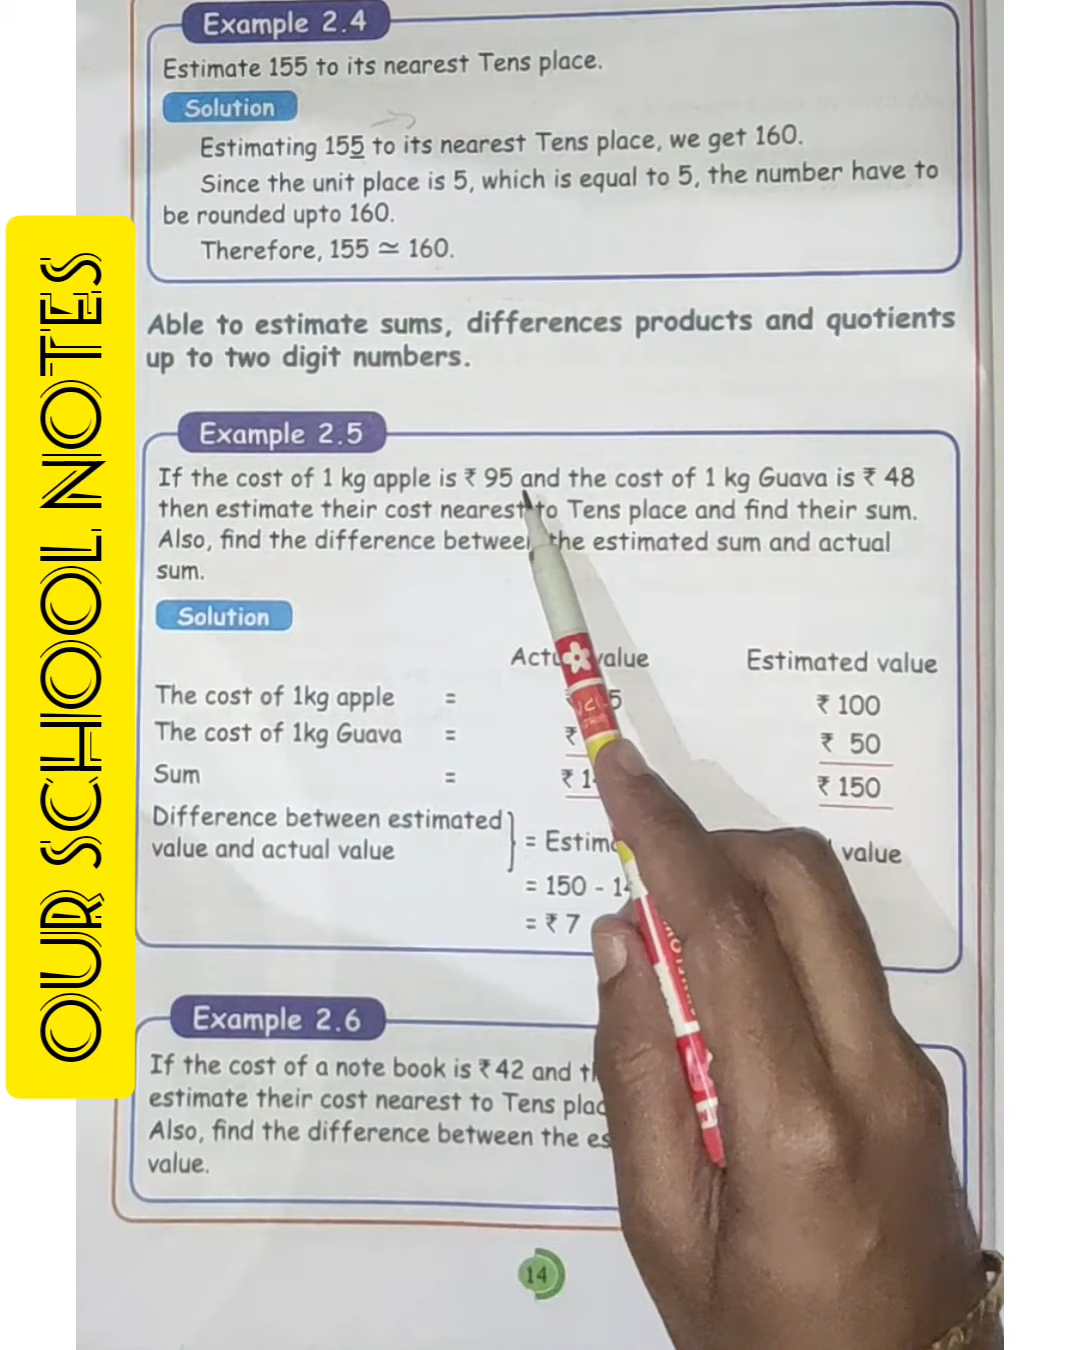 OUR SCHOOL NOTES
Example 2.4
Estimate 155 to its nearest Tens place.
Solution
Estimating 155 to its nearest Tens place, we get 160.
Since the unit place is 5, which is equal to 5, the number have to
be rounded upto 160.
Therefore, 155 ≃ 160.
Able to estimate sums, differences products and quotients
up to two digit numbers.
Example 2.5
If the cost of 1 kg apple is ₹ 95 and the cost of 1 kg Guava is ₹ 48
then estimate their cost nearest to Tens place and find their sum.
Also, find the difference between the estimated sum and actual
sum.
Solution
value Estimated value
The cost of 1kg apple = ₹ 100
The cost of 1kg Guava = ₹ ₹ 50
Sum = ₹ ₹ 150
Difference between estimated
value and actual value = value
= 150 -
= ₹ 7
Example 2.6
If the cost of a note book is ₹ 42 and
estimate their cost nearest to Tens
Also, find the difference between the
value.
14